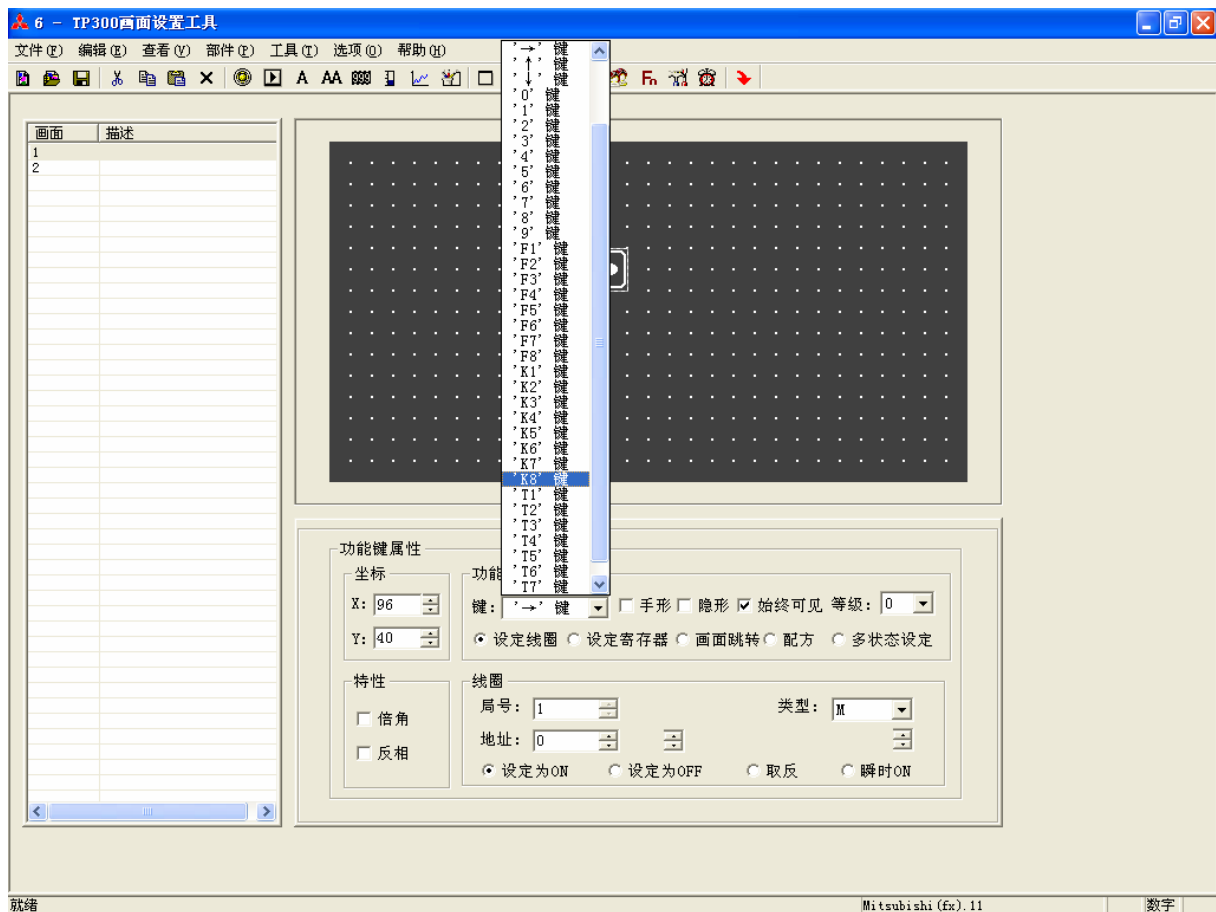 6 - TP300画面设置工具
文件(F) 编辑(E) 查看(V) 部件(P) 工具(T) 选项(O) 帮助(H)
A AA Fn
画面 描述
1
2
'→' 键
'↑' 键
'↓' 键
'0' 键
'1' 键
'2' 键
'3' 键
'4' 键
'5' 键
'6' 键
'7' 键
'8' 键
'9' 键
'F1' 键
'F2' 键
'F3' 键
'F4' 键
'F5' 键
'F6' 键
'F7' 键
'F8' 键
'K1' 键
'K2' 键
'K3' 键
'K4' 键
'K5' 键
'K6' 键
'K7' 键
'K8' 键
'T1' 键
'T2' 键
'T3' 键
'T4' 键
'T5' 键
'T6' 键
'T7' 键
功能键属性
坐标
X: 96
Y: 40
功能
键: '→' 键 手形 隐形 始终可见 等级: 0
设定线圈 设定寄存器 画面跳转 配方 多状态设定
特性
倍角
反相
线圈
局号: 1 类型: M
地址: 0
设定为ON 设定为OFF 取反 瞬时ON
就绪 Mitsubishi(fx).11 数字